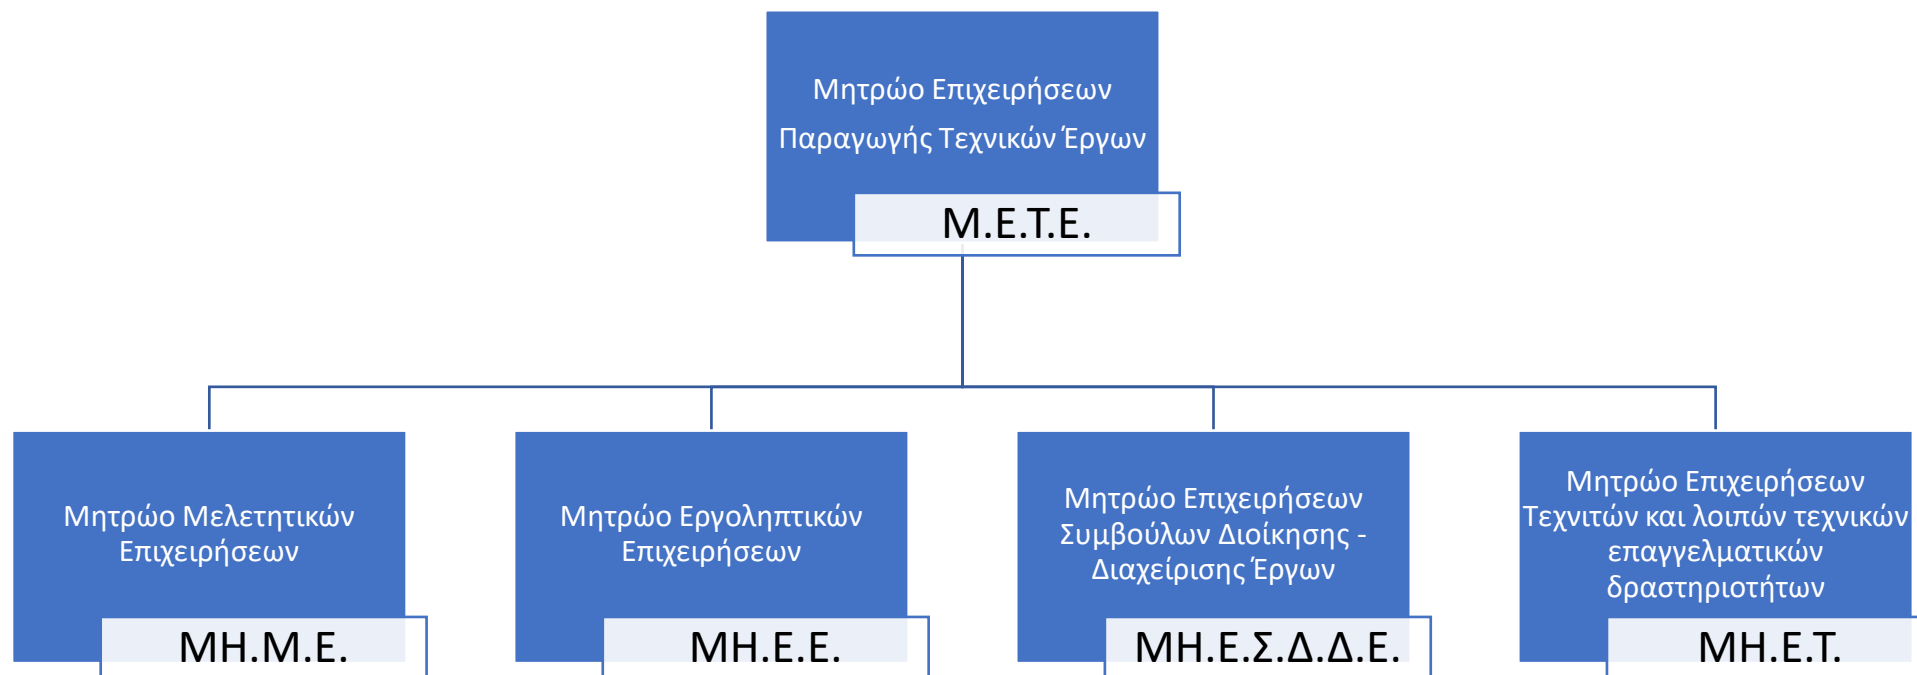 Μητρώο Επιχειρήσεων
Παραγωγής Τεχνικών Έργων
Μ.Ε.Τ.Ε.
Μητρώο Μελετητικών
Επιχειρήσεων
ΜΗ.Μ.Ε.
Μητρώο Εργοληπτικών
Επιχειρήσεων
ΜΗ.Ε.Ε.
Μητρώο Επιχειρήσεων
Συμβούλων Διοίκησης -
Διαχείρισης Έργων
ΜΗ.Ε.Σ.Δ.Δ.Ε.
Μητρώο Επιχειρήσεων
Τεχνιτών και λοιπών τεχνικών
επαγγελματικών
δραστηριοτήτων
ΜΗ.Ε.Τ.